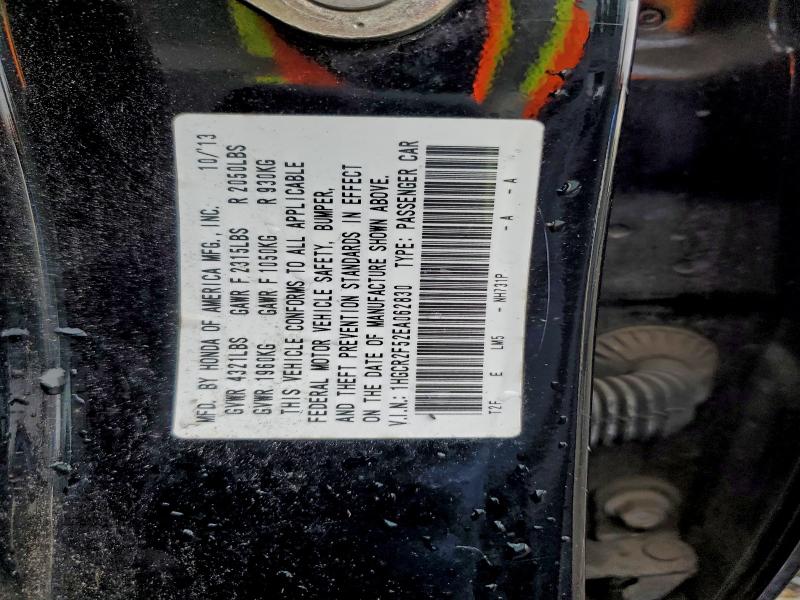 MFD. BY HONDA OF AMERICA MFG., INC. 10/13
GVWR 4321LBS GAWR F 2315LBS R 2050LBS
GVWR 1960KG GAWR F 1050KG R 930KG
THIS VEHICLE CONFORMS TO ALL APPLICABLE
FEDERAL MOTOR VEHICLE SAFETY, BUMPER,
AND THEFT PREVENTION STANDARDS IN EFFECT
ON THE DATE OF MANUFACTURE SHOWN ABOVE.
V.I.N.: 1HGCR2F52EA062830 TYPE: PASSENGER CAR
T2F E LM5 - NH731P - A - A